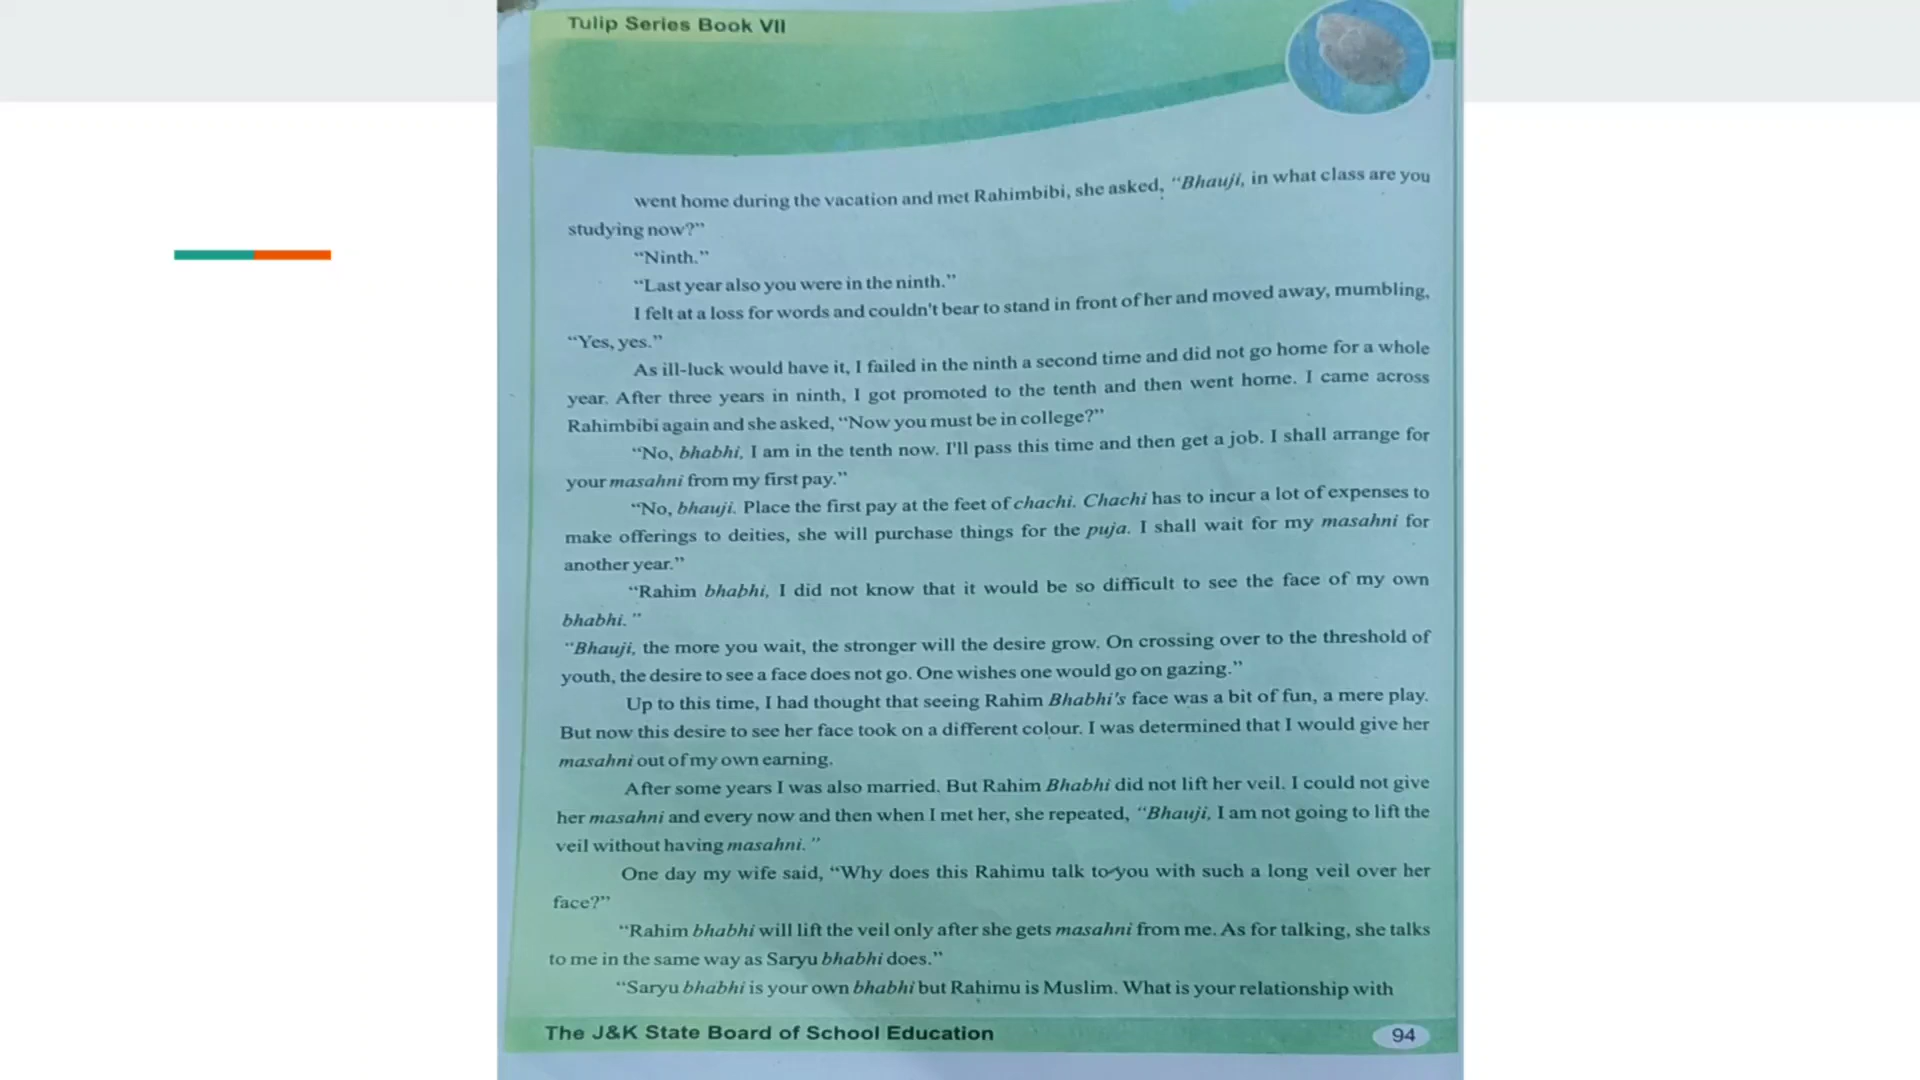 Tulip Series Book VII
went home during the vacation and met Rahimbibi, she asked, “Bhauji, in what class are you
studying now?”
“Ninth.”
“Last year also you were in the ninth.”
I felt at a loss for words and couldn't bear to stand in front of her and moved away, mumbling,
“Yes, yes.”
As ill-luck would have it, I failed in the ninth a second time and did not go home for a whole
year. After three years in ninth, I got promoted to the tenth and then went home. I came across
Rahimbibi again and she asked, “Now you must be in college?”
“No, bhabhi, I am in the tenth now. I'll pass this time and then get a job. I shall arrange for
your masahni from my first pay.”
“No, bhauji. Place the first pay at the feet of chachi. Chachi has to incur a lot of expenses to
make offerings to deities, she will purchase things for the puja. I shall wait for my masahni for
another year.”
“Rahim bhabhi, I did not know that it would be so difficult to see the face of my own
bhabhi.”
“Bhauji, the more you wait, the stronger will the desire grow. On crossing over to the threshold of
youth, the desire to see a face does not go. One wishes one would go on gazing.”
Up to this time, I had thought that seeing Rahim Bhabhi's face was a bit of fun, a mere play.
But now this desire to see her face took on a different colour. I was determined that I would give her
masahni out of my own earning.
After some years I was also married. But Rahim Bhabhi did not lift her veil. I could not give
her masahni and every now and then when I met her, she repeated, “Bhauji, I am not going to lift the
veil without having masahni.”
One day my wife said, “Why does this Rahimu talk to you with such a long veil over her
face?”
“Rahim bhabhi will lift the veil only after she gets masahni from me. As for talking, she talks
to me in the same way as Saryu bhabhi does.”
“Saryu bhabhi is your own bhabhi but Rahimu is Muslim. What is your relationship with
The J&K State Board of School Education
94